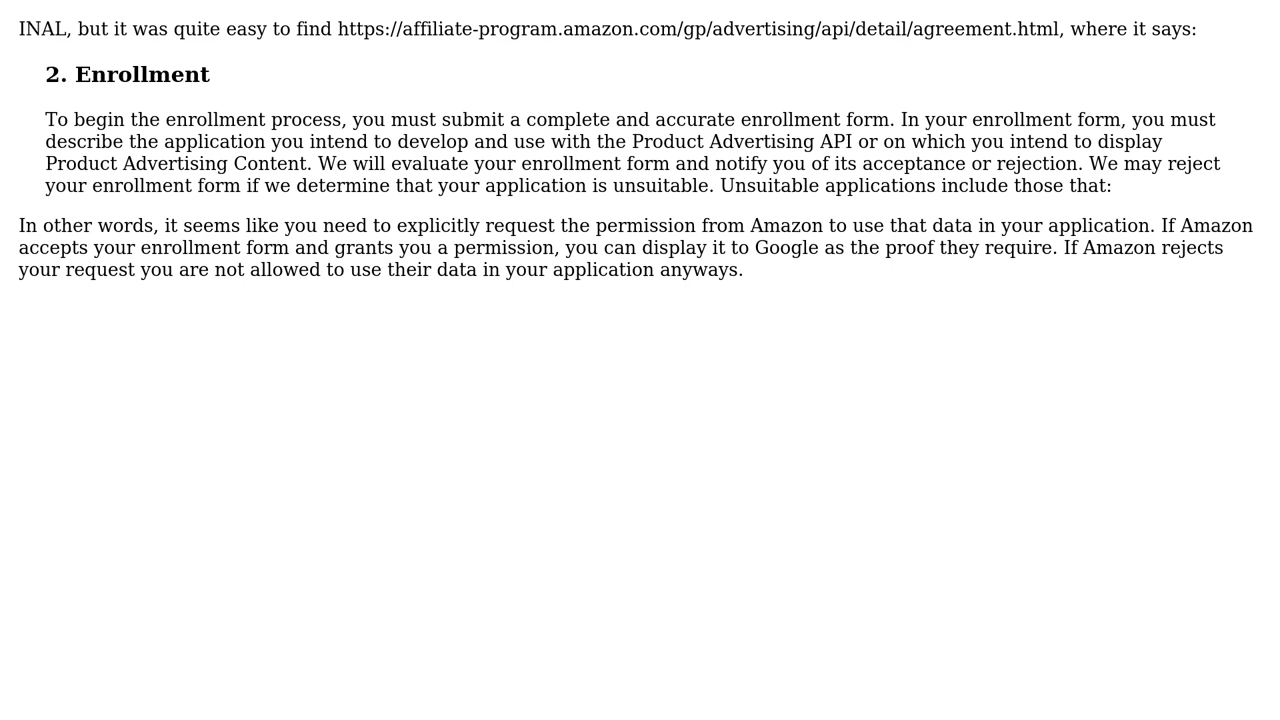 INAL, but it was quite easy to find https://affiliate-program.amazon.com/gp/advertising/api/detail/agreement.html, where it says:
2. Enrollment
To begin the enrollment process, you must submit a complete and accurate enrollment form. In your enrollment form, you must
describe the application you intend to develop and use with the Product Advertising API or on which you intend to display
Product Advertising Content. We will evaluate your enrollment form and notify you of its acceptance or rejection. We may reject
your enrollment form if we determine that your application is unsuitable. Unsuitable applications include those that:
In other words, it seems like you need to explicitly request the permission from Amazon to use that data in your application. If Amazon
accepts your enrollment form and grants you a permission, you can display it to Google as the proof they require. If Amazon rejects
your request you are not allowed to use their data in your application anyways.